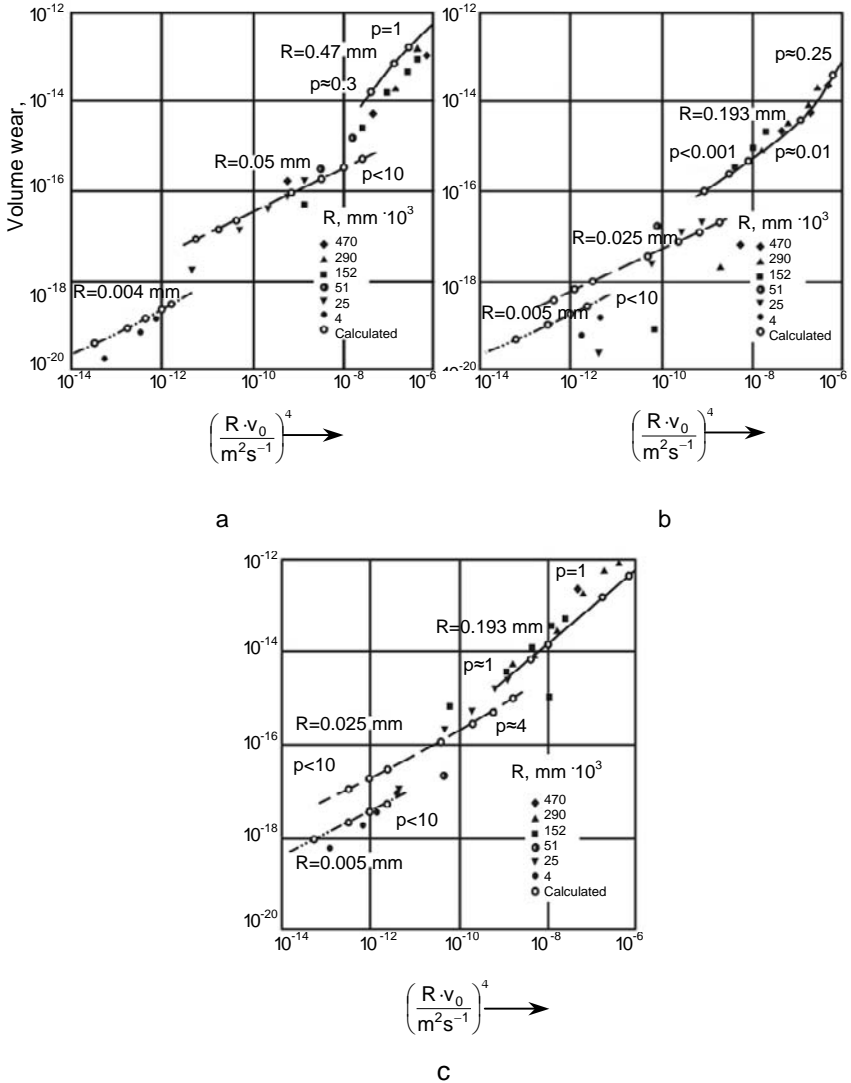 Volume wear,
10⁻¹²
10⁻¹⁴
10⁻¹⁶
10⁻¹⁸
10⁻²⁰
p=1
R=0.47 mm
p≈0.3
R=0.05 mm
p<10
R, mm ·10³
470
290
152
51
25
4
Calculated
R=0.004 mm
10⁻¹⁴ 10⁻¹² 10⁻¹⁰ 10⁻⁸ 10⁻⁶
(R·v₀/m²s⁻¹)⁴
a
10⁻¹²
10⁻¹⁴
10⁻¹⁶
10⁻¹⁸
10⁻²⁰
p≈0.25
R=0.193 mm
p<0.001 p≈0.01
R=0.025 mm
R, mm ·10³
470
290
152
51
25
4
Calculated
R=0.005 mm
p<10
10⁻¹⁴ 10⁻¹² 10⁻¹⁰ 10⁻⁸ 10⁻⁶
(R·v₀/m²s⁻¹)⁴
b
10⁻¹²
10⁻¹⁴
10⁻¹⁶
10⁻¹⁸
10⁻²⁰
p=1
R=0.193 mm
p≈1
R=0.025 mm
p≈4
p<10
R, mm ·10³
470
290
152
51
25
4
Calculated
p<10
R=0.005 mm
10⁻¹⁴ 10⁻¹² 10⁻¹⁰ 10⁻⁸ 10⁻⁶
(R·v₀/m²s⁻¹)⁴
c